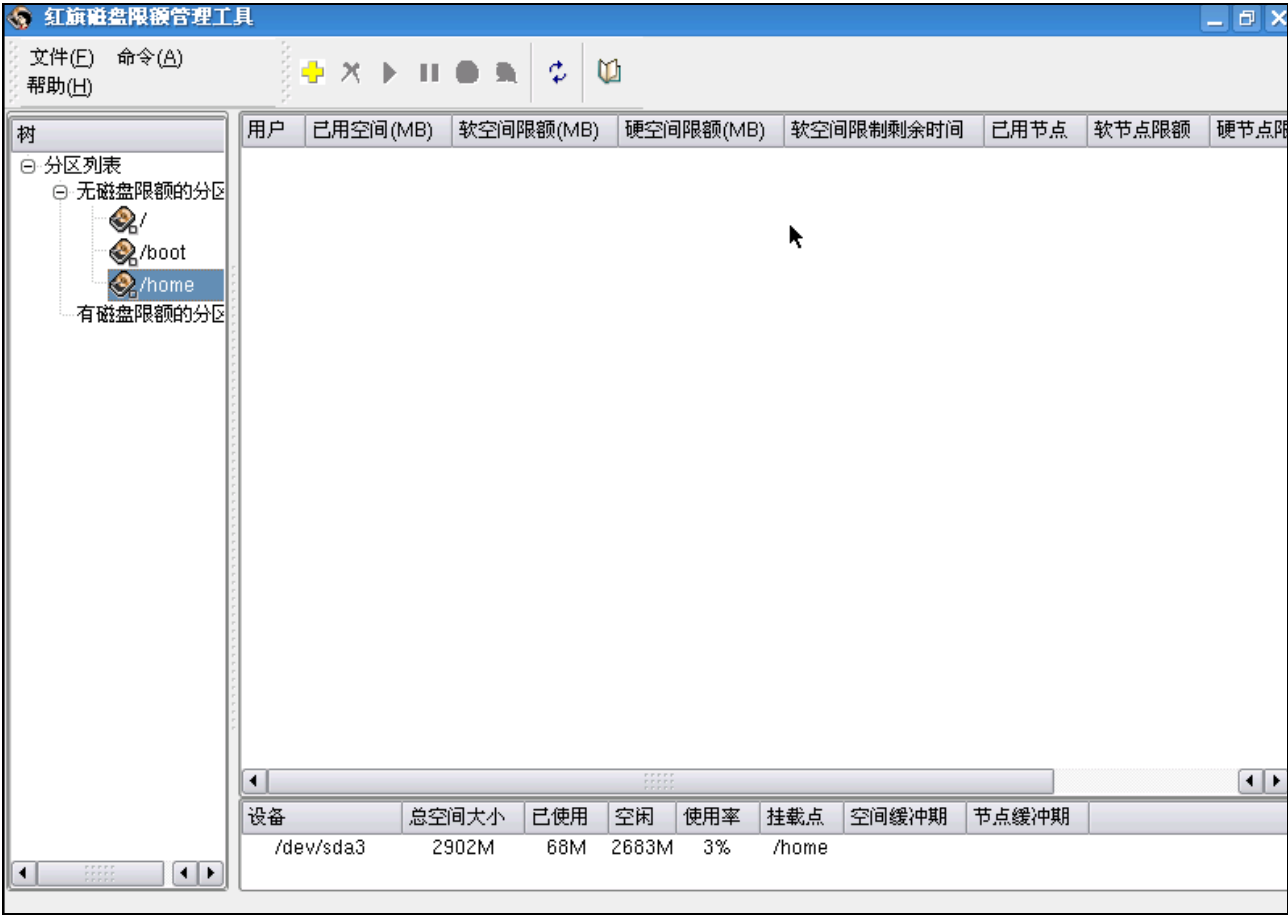 红旗磁盘限额管理工具
文件(F) 命令(A)
帮助(H)
树
分区列表
无磁盘限额的分区
/
/boot
/home
有磁盘限额的分区
用户 已用空间(MB) 软空间限额(MB) 硬空间限额(MB) 软空间限制剩余时间 已用节点 软节点限额 硬节点限
设备 总空间大小 已使用 空闲 使用率 挂载点 空间缓冲期 节点缓冲期
/dev/sda3 2902M 68M 2683M 3% /home